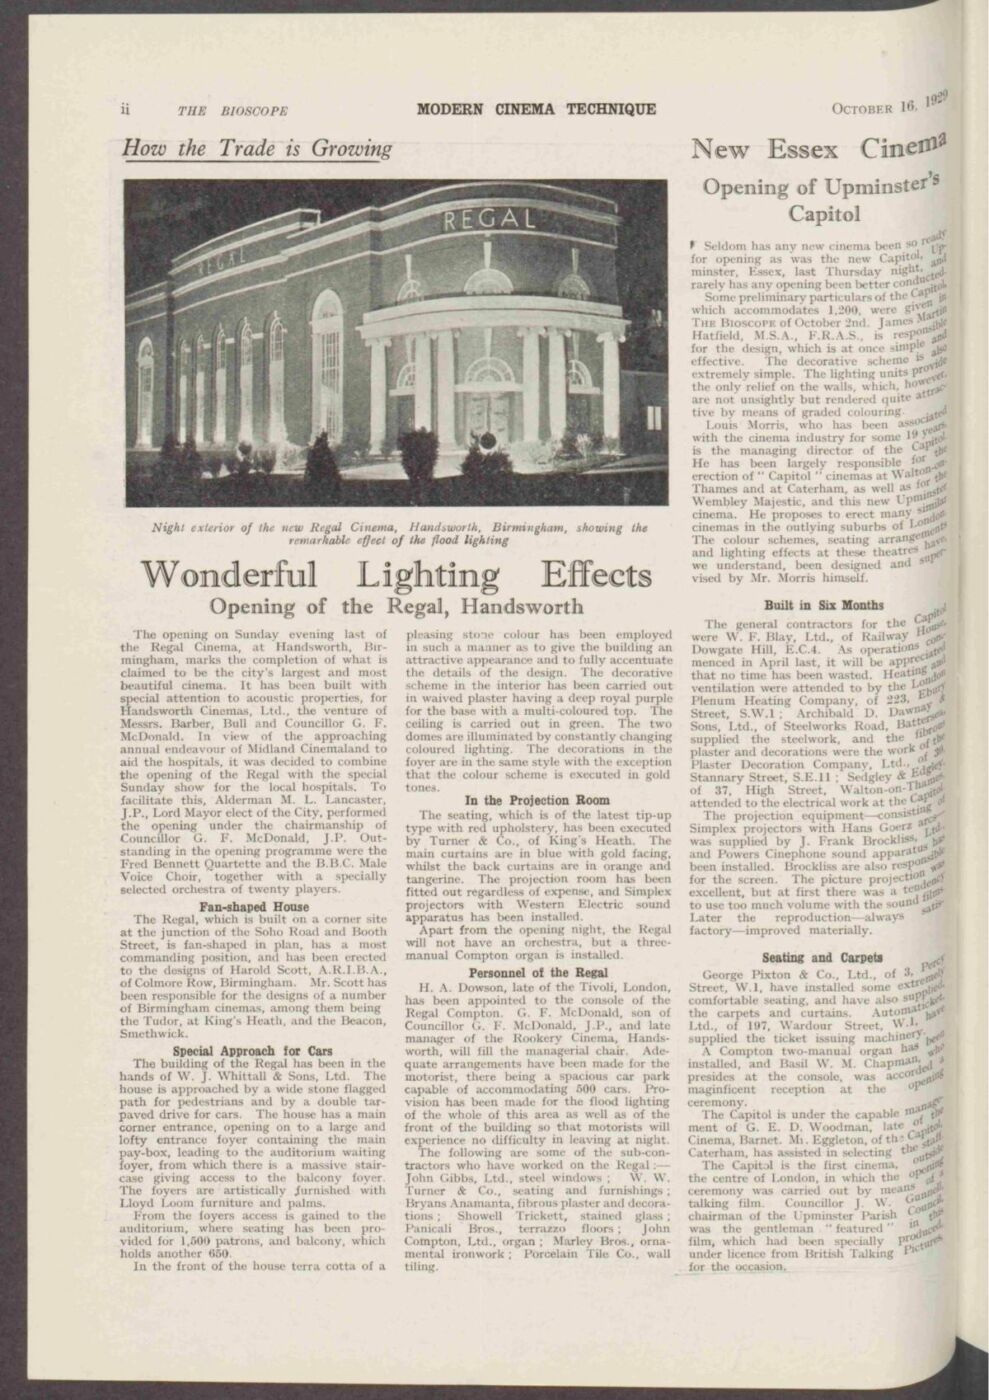 ii THE BIOSCOPE MODERN CINEMA TECHNIQUE OCTOBER 16, 1929
How the Trade is Growing
REGAL
REGAL
Night exterior of the new Regal Cinema, Handsworth, Birmingham, showing the
remarkable effect of the flood lighting
Wonderful Lighting Effects
Opening of the Regal, Handsworth
The opening on Sunday evening last of
the Regal Cinema, at Handsworth, Bir-
mingham, marks the completion of what is
claimed to be the city's largest and most
beautiful cinema. It has been built with
special attention to acoustic properties, for
Handsworth Cinemas, Ltd., the venture of
Messrs. Barber, Bull and Councillor G. F.
McDonald. In view of the approaching
annual endeavour of Midland Cinemaland to
aid the hospitals, it was decided to combine
the opening of the Regal with the special
Sunday show for the local hospitals. To
facilitate this, Alderman M. L. Lancaster,
J.P., Lord Mayor elect of the City, performed
the opening under the chairmanship of
Councillor G. F. McDonald, J.P. Out-
standing in the opening programme were the
Fred Bennett Quartette and the B.B.C. Male
Voice Choir, together with a specially
selected orchestra of twenty players.
Fan-shaped House
The Regal, which is built on a corner site
at the junction of the Soho Road and Booth
Street, is fan-shaped in plan, has a most
commanding position, and has been erected
to the designs of Harold Scott, A.R.I.B.A.,
of Colmore Row, Birmingham. Mr. Scott has
been responsible for the designs of a number
of Birmingham cinemas, among them being
the Tudor, at King's Heath, and the Beacon,
Smethwick.
Special Approach for Cars
The building of the Regal has been in the
hands of W. J. Whittall & Sons, Ltd. The
house is approached by a wide stone flagged
path for pedestrians and by a double tar-
paved drive for cars. The house has a main
corner entrance, opening on to a large and
lofty entrance foyer containing the main
pay-box, leading to the auditorium waiting
foyer, from which there is a massive stair-
case giving access to the balcony foyer.
The foyers are artistically furnished with
Lloyd Loom furniture and palms.
From the foyers access is gained to the
auditorium, where seating has been pro-
vided for 1,500 patrons, and balcony, which
holds another 650.
In the front of the house terra cotta of a
pleasing stone colour has been employed
in such a manner as to give the building an
attractive appearance and to fully accentuate
the details of the design. The decorative
scheme in the interior has been carried out
in waived plaster having a deep royal purple
for the base with a multi-coloured top. The
ceiling is carried out in green. The two
domes are illuminated by constantly changing
coloured lighting. The decorations in the
foyer are in the same style with the exception
that the colour scheme is executed in gold
tones.
In the Projection Room
The seating, which is of the latest tip-up
type with red upholstery, has been executed
by Turner & Co., of King's Heath. The
main curtains are in blue with gold facing,
whilst the back curtains are in orange and
tangerine. The projection room has been
fitted out regardless of expense, and Simplex
projectors with Western Electric sound
apparatus has been installed.
Apart from the opening night, the Regal
will not have an orchestra, but a three-
manual Compton organ is installed.
Personnel of the Regal
H. A. Dowson, late of the Tivoli, London,
has been appointed to the console of the
Regal Compton. G. F. McDonald, son of
Councillor G. F. McDonald, J.P., and late
manager of the Rookery Cinema, Hands-
worth, will fill the managerial chair. Ade-
quate arrangements have been made for the
motorist, there being a spacious car park
capable of accommodating 500 cars. Pro-
vision has been made for the flood lighting
of the whole of this area as well as of the
front of the building so that motorists will
experience no difficulty in leaving at night.
The following are some of the sub-con-
tractors who have worked on the Regal :—
John Gibbs, Ltd., steel windows ; W. W.
Turner & Co., seating and furnishings ;
Bryans Anamanta, fibrous plaster and decora-
tions ; Showell Trickett, stained glass ;
Panicali Bros., terrazzo floors ; John
Compton, Ltd., organ ; Marley Bros., orna-
mental ironwork ; Porcelain Tile Co., wall
tiling.
New Essex Cinema
Opening of Upminster's
Capitol
Seldom has any new cinema been so ready
for opening as was the new Capitol, Up-
minster, Essex, last Thursday night, and
rarely has any opening been better conducted.
Some preliminary particulars of the Capitol,
which accommodates 1,200, were given in
THE BIOSCOPE of October 2nd. James Martin
Hatfield, M.S.A., F.R.A.S., is responsible
for the design, which is at once simple and
effective. The decorative scheme is also
extremely simple. The lighting units provide
the only relief on the walls, which, however,
are not unsightly but rendered quite attrac-
tive by means of graded colouring.
Louis Morris, who has been associated
with the cinema industry for some 19 years,
is the managing director of the Capitol.
He has been largely responsible for the
erection of " Capitol " cinemas at Walton-on-
Thames and at Caterham, as well as for the
Wembley Majestic, and this new Upminster
cinema. He proposes to erect many similar
cinemas in the outlying suburbs of London.
The colour schemes, seating arrangements
and lighting effects at these theatres have,
we understand, been designed and super-
vised by Mr. Morris himself.
Built in Six Months
The general contractors for the Capitol
were W. F. Blay, Ltd., of Railway House,
Dowgate Hill, E.C.4. As operations com-
menced in April last, it will be appreciated
that no time has been wasted. Heating and
ventilation were attended to by the London
Plenum Heating Company, of 223, Ebury
Street, S.W.1 ; Archibald D. Dawnay &
Sons, Ltd., of Steelworks Road, Battersea,
supplied the steelwork, and the fibrous
plaster and decorations were the work of the
Plaster Decoration Company, Ltd., of 30,
Stannary Street, S.E.11 ; Sedgley & Edgley,
of 37, High Street, Walton-on-Thames,
attended to the electrical work at the Capitol.
The projection equipment—consisting of
Simplex projectors with Hans Goerz arcs—
was supplied by J. Frank Brockliss, Ltd.,
and Powers Cinephone sound apparatus has
been installed. Brockliss are also responsible
for the screen. The picture projection was
excellent, but at first there was a tendency
to use too much volume with the sound films.
Later the reproduction—always satis-
factory—improved materially.
Seating and Carpets
George Pixton & Co., Ltd., of 3, Percy
Street, W.1, have installed some extremely
comfortable seating, and have also supplied
the carpets and curtains. Automaticket,
Ltd., of 197, Wardour Street, W.1, have
supplied the ticket issuing machinery.
A Compton two-manual organ has been
installed, and Basil W. M. Chapman, who
presides at the console, was accorded a
maginficent reception at the opening
ceremony.
The Capitol is under the capable manage-
ment of G. E. D. Woodman, late of the
Cinema, Barnet. Mr. Eggleton, of the Capitol,
Caterham, has assisted in selecting the staff.
The Capitol is the first cinema, outside
the centre of London, in which the opening
ceremony was carried out by means of a
talking film. Councillor J. W. Gunnell,
chairman of the Upminster Parish Council,
was the gentleman " featured " in this
film, which had been specially produced
under licence from British Talking Pictures
for the occasion.